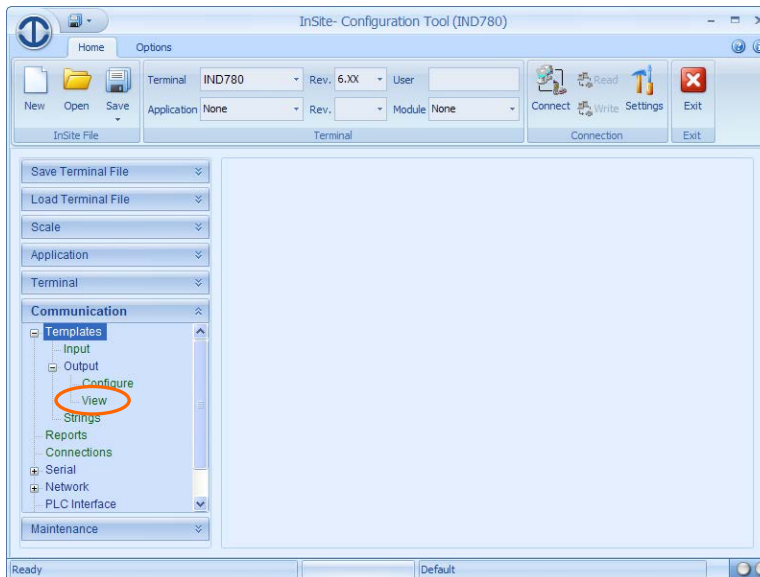 InSite- Configuration Tool (IND780)
Home Options
Terminal IND780 Rev. 6.XX User
Application None Rev. Module None
New Open Save
Connect Read Write Settings
Exit
InSite File Terminal Connection Exit
Save Terminal File
Load Terminal File
Scale
Application
Terminal
Communication
Templates
Input
Output
Configure
View
Strings
Reports
Connections
Serial
Network
PLC Interface
Maintenance
Ready Default